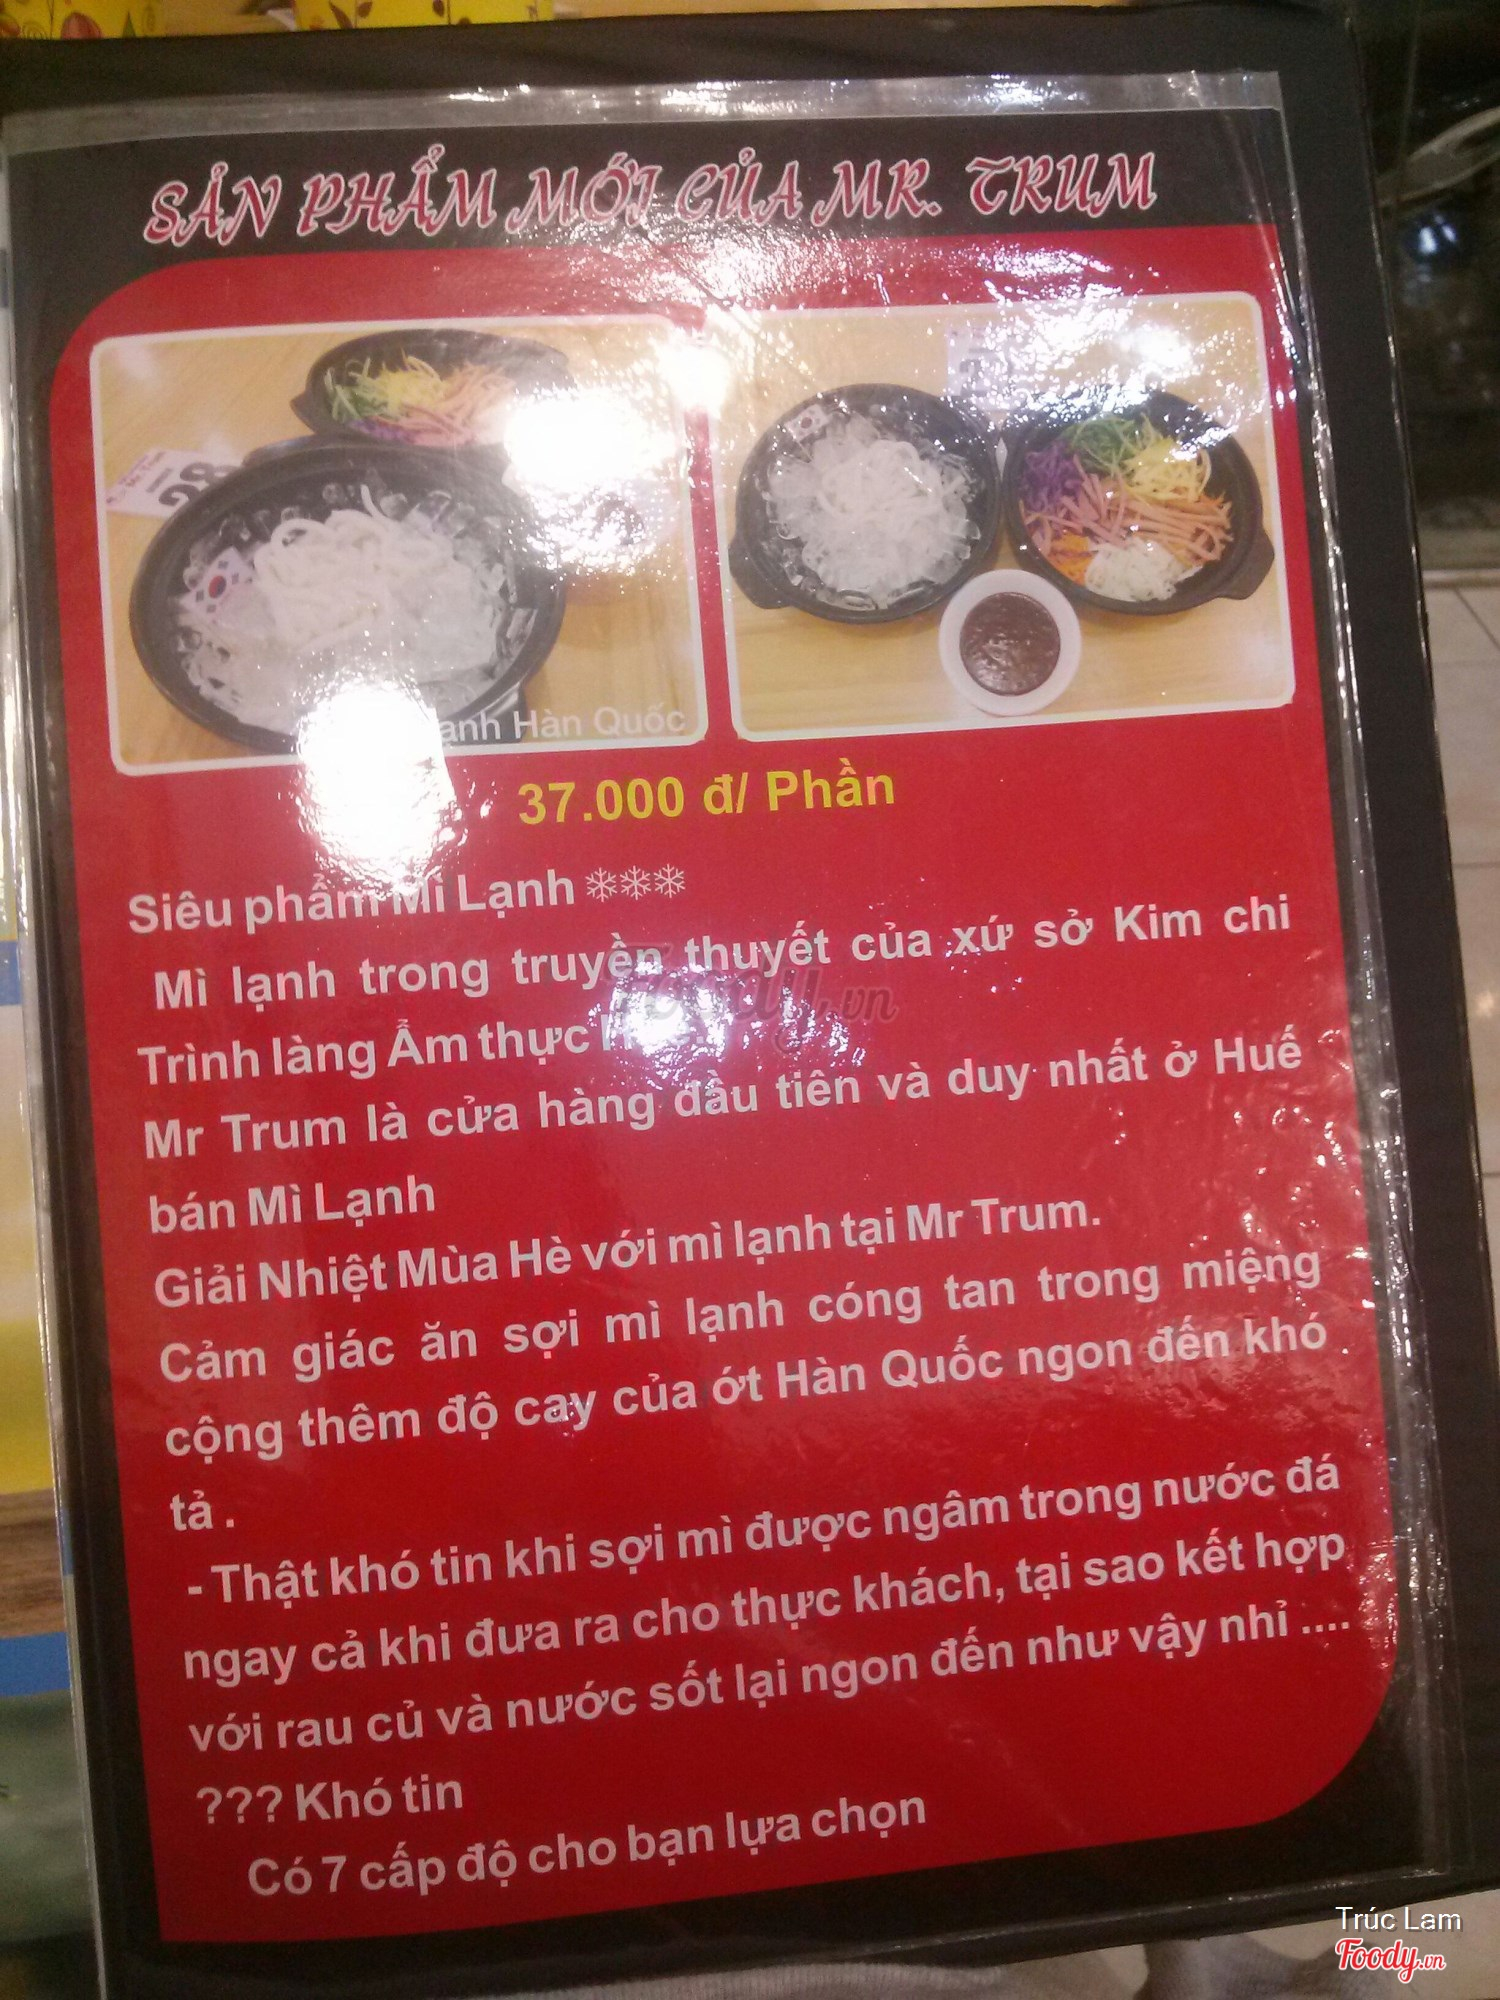 SẢN PHẨM MỚI CỦA MR. TRUM
28
Hàn Quốc
37.000 đ/ Phần
Siêu phẩm Mì Lạnh ❄❄❄
Mì lạnh trong truyền thuyết của xứ sở Kim chi
Trình làng Ẩm thực
Mr Trum là cửa hàng đầu tiên và duy nhất ở Huế
bán Mì Lạnh
Giải Nhiệt Mùa Hè với mì lạnh tại Mr Trum.
Cảm giác ăn sợi mì lạnh cóng tan trong miệng
cộng thêm độ cay của ớt Hàn Quốc ngon đến khó
tả .
- Thật khó tin khi sợi mì được ngâm trong nước đá
ngay cả khi đưa ra cho thực khách, tại sao kết hợp
với rau củ và nước sốt lại ngon đến như vậy nhỉ ....
??? Khó tin
Có 7 cấp độ cho bạn lựa chọn
Foody.vn
Trúc Lam
Foody.vn